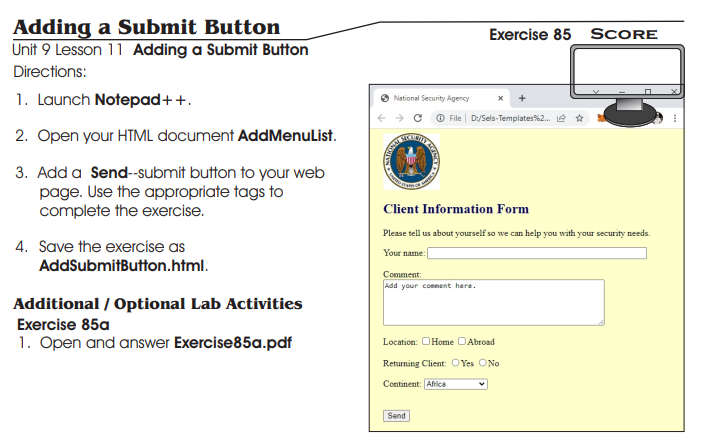 Adding a Submit Button
Exercise 85 SCORE
Unit 9 Lesson 11 Adding a Submit Button
Directions:
1. Launch Notepad++.
2. Open your HTML document AddMenuList.
3. Add a Send--submit button to your web
page. Use the appropriate tags to
complete the exercise.
4. Save the exercise as
AddSubmitButton.html.
Additional / Optional Lab Activities
Exercise 85a
1. Open and answer Exercise85a.pdf
National Security Agency
File | D:/Sels-Templates%2...
NATIONAL SECURITY AGENCY
UNITED STATES OF AMERICA
Client Information Form
Please tell us about yourself so we can help you with your security needs.
Your name:
Comment:
Add your comment here.
Location: Home Abroad
Returning Client: Yes No
Continent: Africa
Send